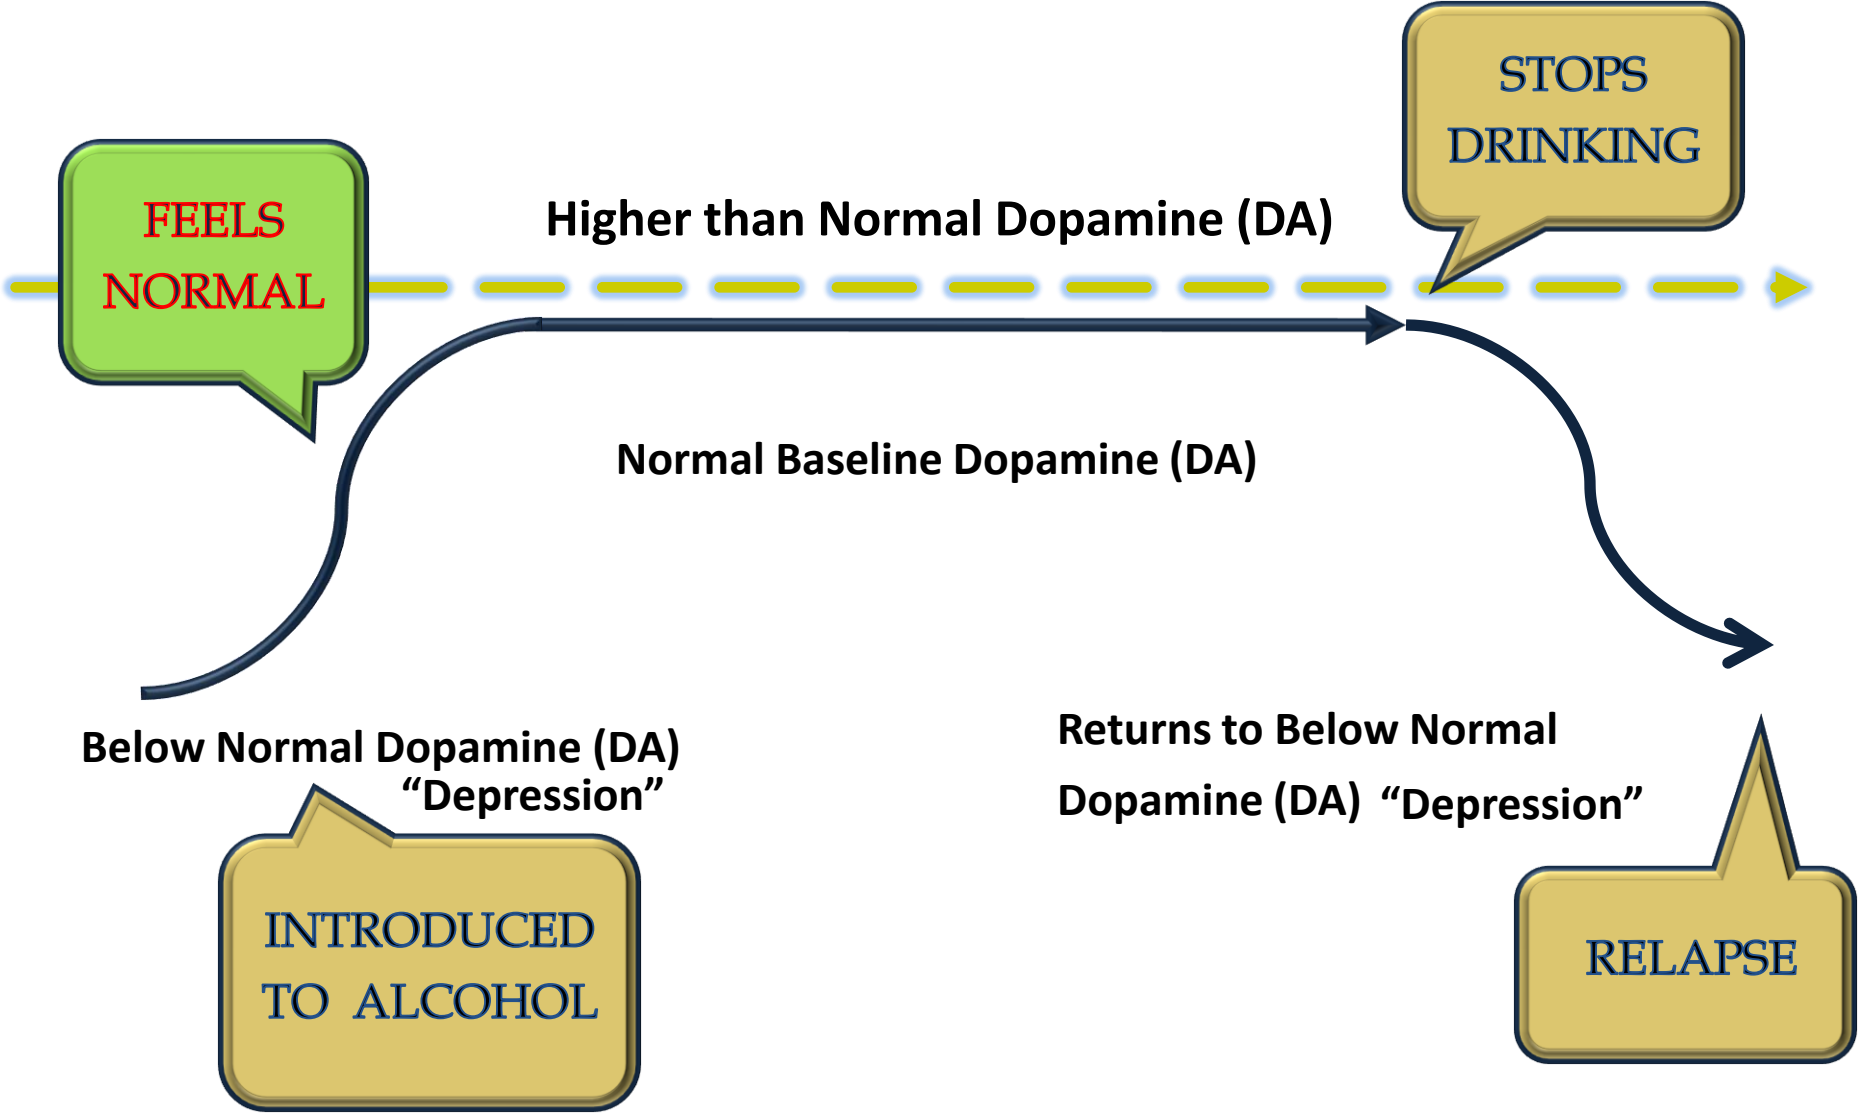 STOPS
DRINKING
FEELS
NORMAL
Higher than Normal Dopamine (DA)
Normal Baseline Dopamine (DA)
Below Normal Dopamine (DA)
“Depression”
Returns to Below Normal
Dopamine (DA) “Depression”
INTRODUCED
TO ALCOHOL
RELAPSE